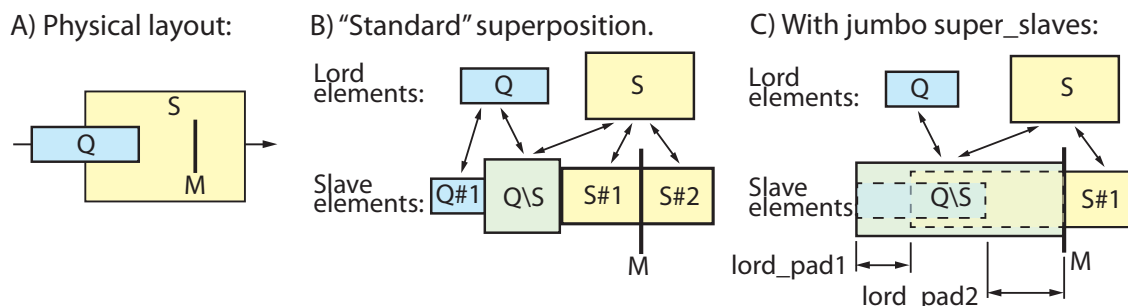 A) Physical layout:
S
Q
M
B) “Standard” superposition.
Lord
elements:
Q
S
Slave
elements:
Q#1
Q\S
S#1
S#2
M
C) With jumbo super_slaves:
Lord
elements:
Q
S
Slave
elements
Q\S
S#1
lord_pad1
M
lord_pad2